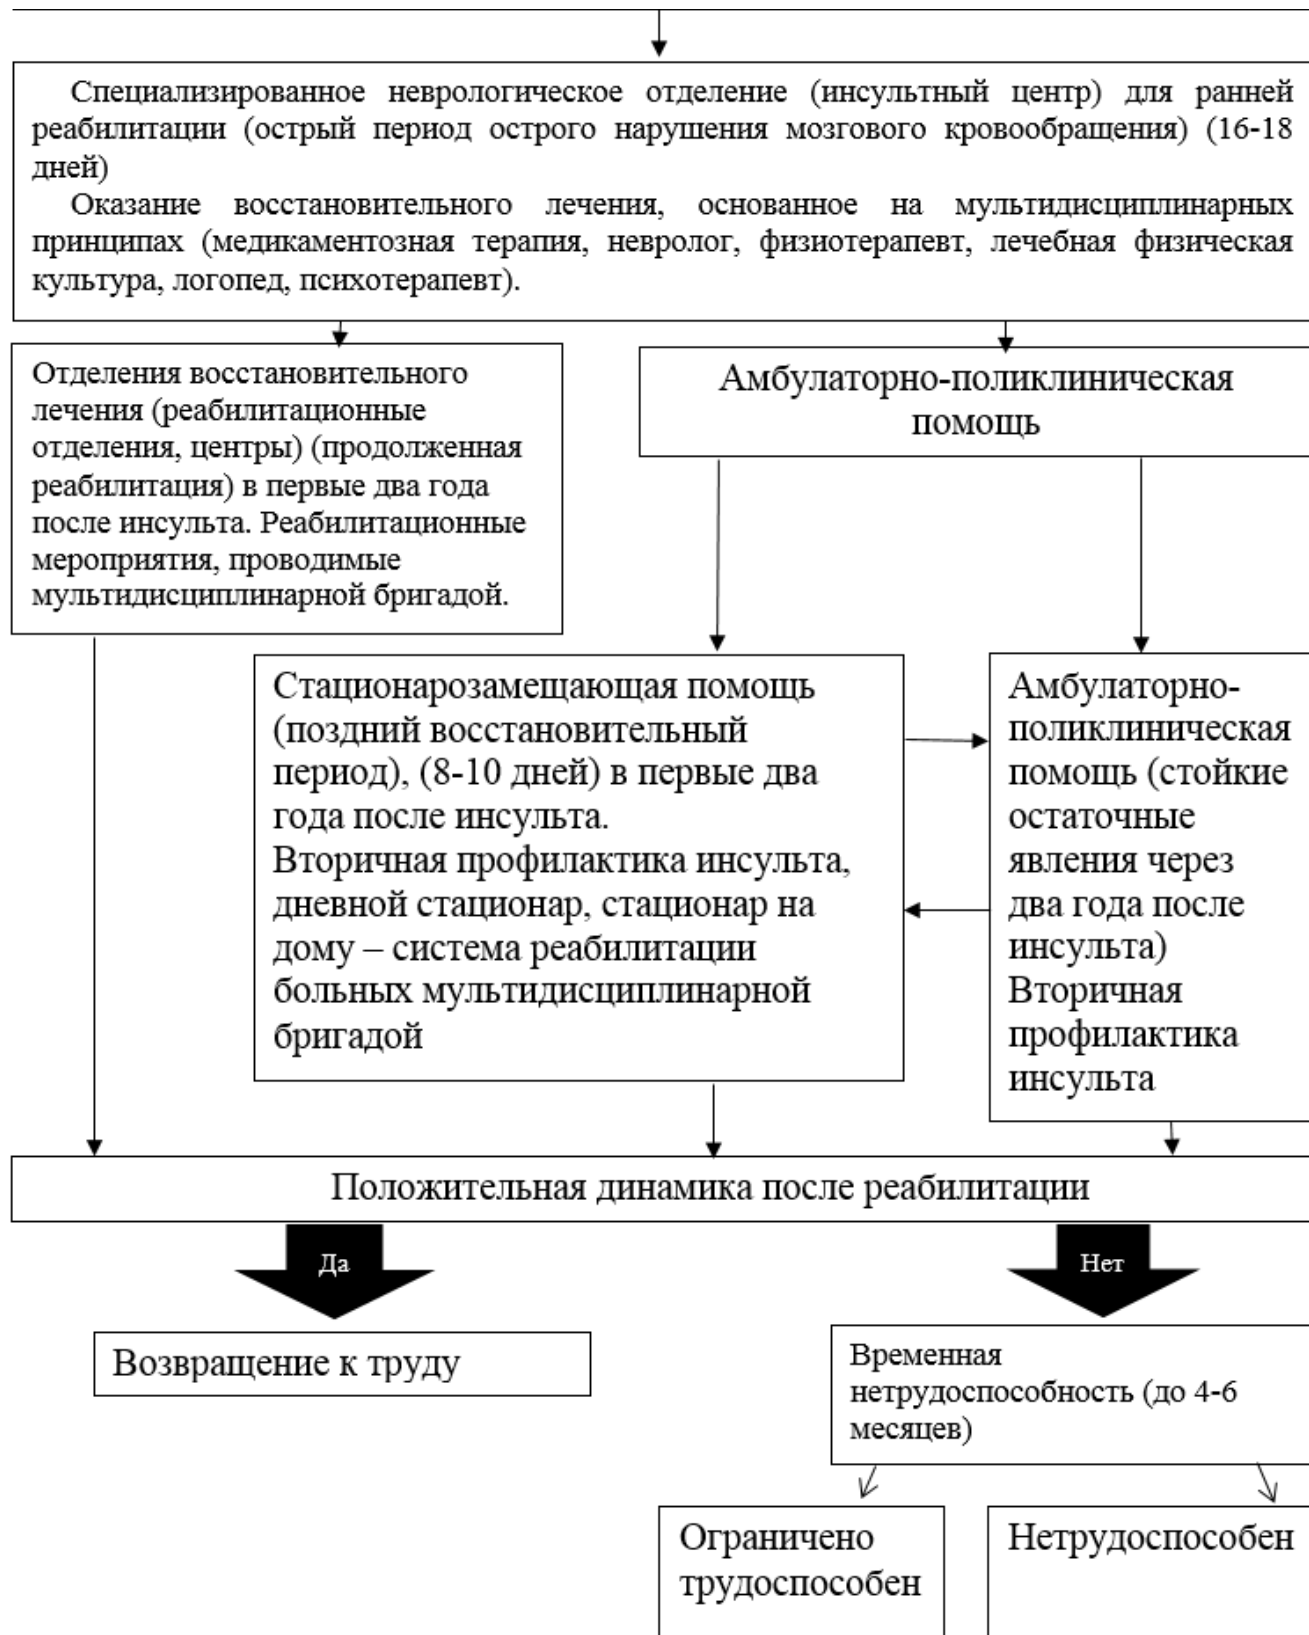 Специализированное неврологическое отделение (инсультный центр) для ранней
реабилитации (острый период острого нарушения мозгового кровообращения) (16-18
дней)
Оказание восстановительного лечения, основанное на мультидисциплинарных
принципах (медикаментозная терапия, невролог, физиотерапевт, лечебная физическая
культура, логопед, психотерапевт).
Отделения восстановительного
лечения (реабилитационные
отделения, центры) (продолженная
реабилитация) в первые два года
после инсульта. Реабилитационные
мероприятия, проводимые
мультидисциплинарной бригадой.
Амбулаторно-поликлиническая
помощь
Стационарозамещающая помощь
(поздний восстановительный
период), (8-10 дней) в первые два
года после инсульта.
Вторичная профилактика инсульта,
дневной стационар, стационар на
дому – система реабилитации
больных мультидисциплинарной
бригадой
Амбулаторно-
поликлиническая
помощь (стойкие
остаточные
явления через
два года после
инсульта)
Вторичная
профилактика
инсульта
Положительная динамика после реабилитации
Да
Нет
Возвращение к труду
Временная
нетрудоспособность (до 4-6
месяцев)
Ограничено
трудоспособен
Нетрудоспособен